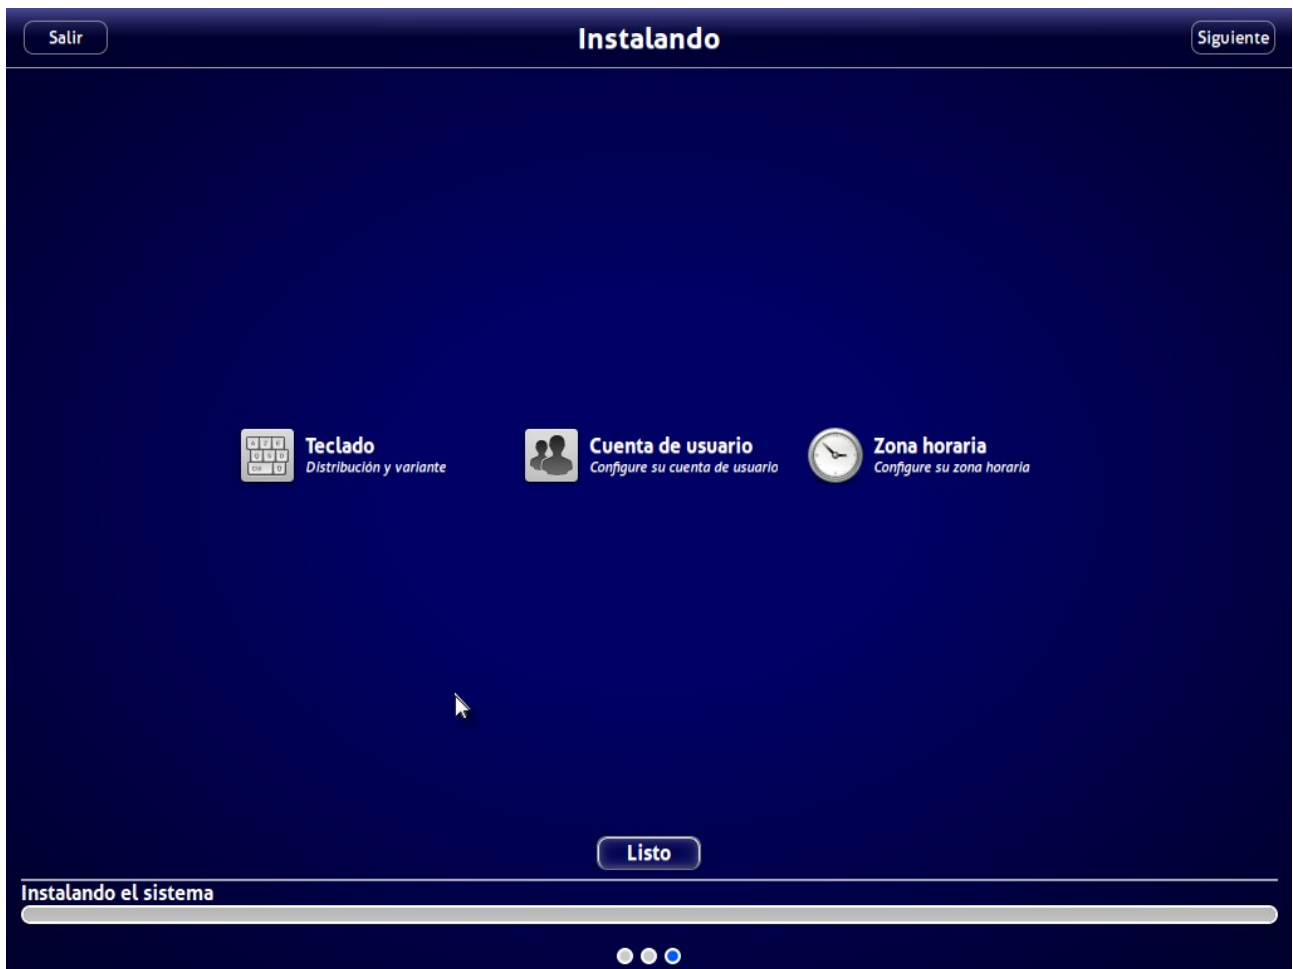 Salir
Instalando
Siguiente
Teclado
Distribución y variante
Cuenta de usuario
Configure su cuenta de usuario
Zona horaria
Configure su zona horaria
Listo
Instalando el sistema